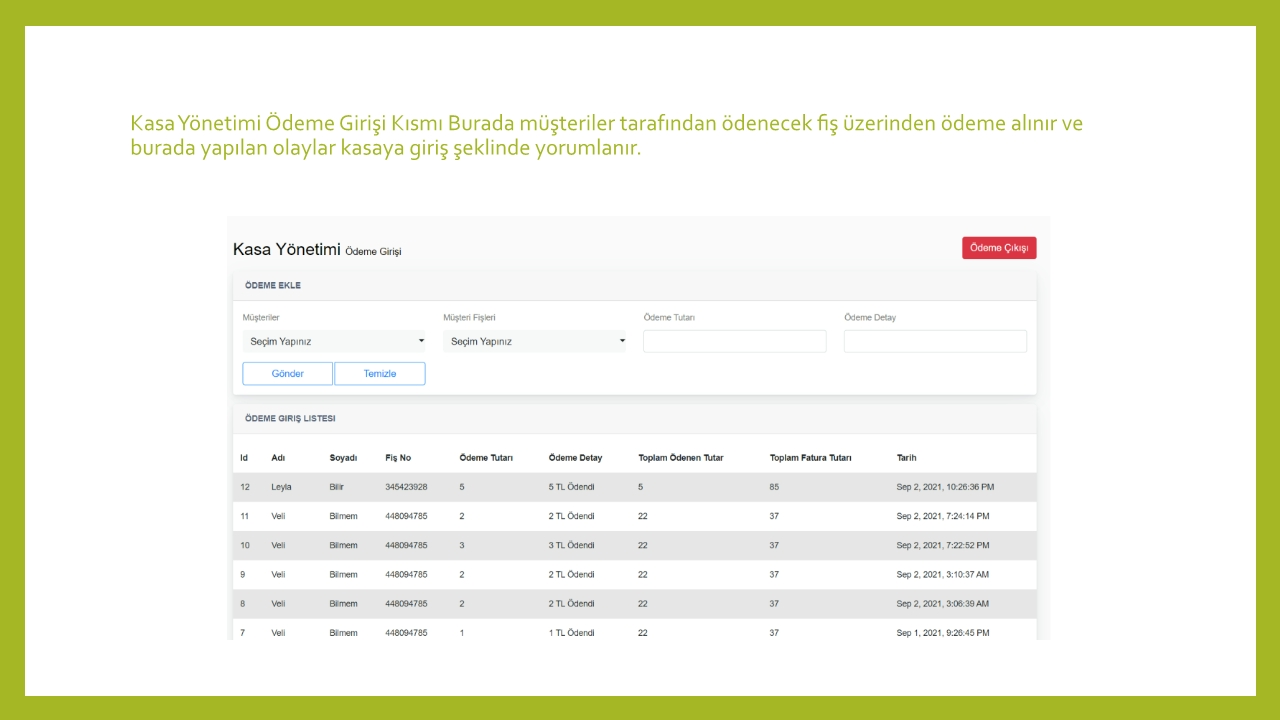 Kasa Yönetimi Ödeme Girişi Kısmı Burada müşteriler tarafından ödenecek fiş üzerinden ödeme alınır ve
burada yapılan olaylar kasaya giriş şeklinde yorumlanır.
Kasa Yönetimi Ödeme Girişi
Ödeme Çıkışı
ÖDEME EKLE
Müşteriler Müşteri Fişleri Ödeme Tutarı Ödeme Detay
Seçim Yapınız Seçim Yapınız
Gönder Temizle
ÖDEME GIRIŞ LISTESI
Id Adı Soyadı Fiş No Ödeme Tutarı Ödeme Detay Toplam Ödenen Tutar Toplam Fatura Tutarı Tarih
12 Leyla Bilir 345423928 5 5 TL Ödendi 5 85 Sep 2, 2021, 10:26:36 PM
11 Veli Bilmem 448094785 2 2 TL Ödendi 22 37 Sep 2, 2021, 7:24:14 PM
10 Veli Bilmem 448094785 3 3 TL Ödendi 22 37 Sep 2, 2021, 7:22:52 PM
9 Veli Bilmem 448094785 2 2 TL Ödendi 22 37 Sep 2, 2021, 3:10:37 AM
8 Veli Bilmem 448094785 2 2 TL Ödendi 22 37 Sep 2, 2021, 3:06:39 AM
7 Veli Bilmem 448094785 1 1 TL Ödendi 22 37 Sep 1, 2021, 9:26:45 PM